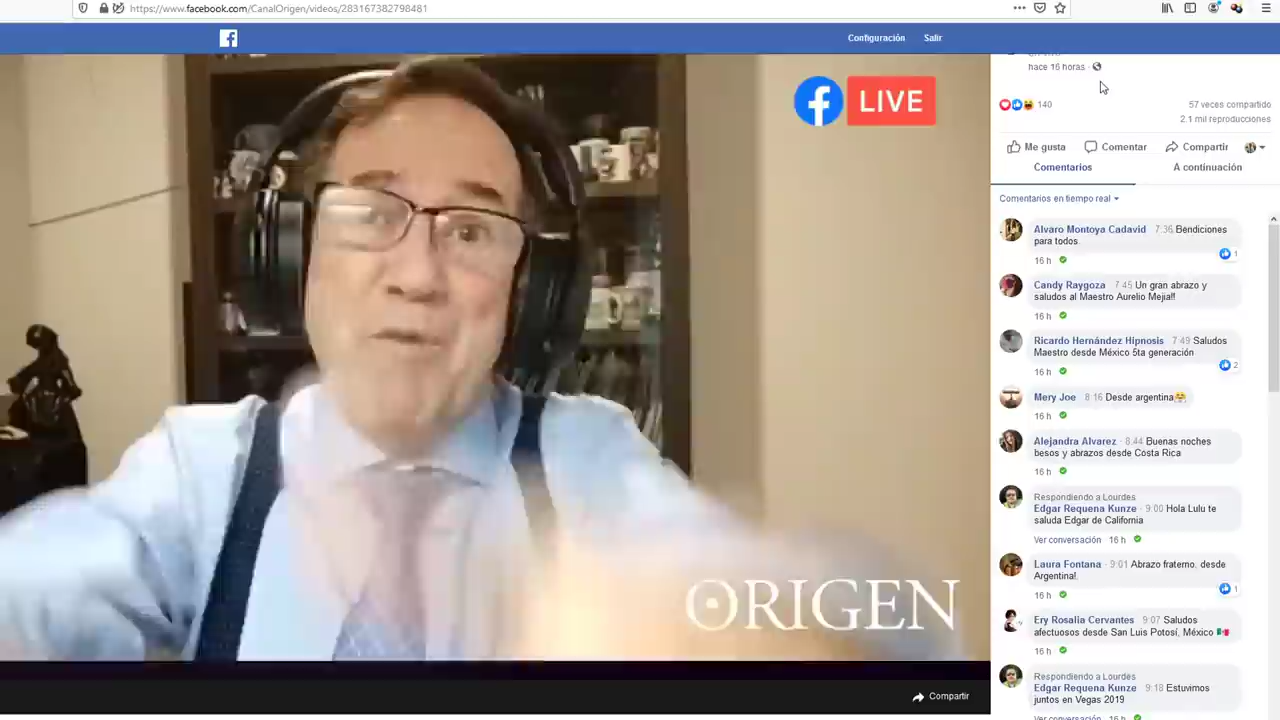 https://www.facebook.com/CanalOrigen/videos/283167382798481
Configuración
Salir
LIVE
ORIGEN
Compartir
hace 16 horas ·
140
57 veces compartido
2.1 mil reproducciones
Me gusta
Comentar
Compartir
Comentarios
A continuación
Comentarios en tiempo real
Alvaro Montoya Cadavid · 7:36 Bendiciones
para todos.
1
16 h
Candy Raygoza · 7:45 Un gran abrazo y
saludos al Maestro Aurelio Mejia!!
16 h
Ricardo Hernández Hipnosis · 7:49 Saludos
Maestro desde México 5ta generación
2
16 h
Mery Joe · 8:16 Desde argentina🤗
16 h
Alejandra Alvarez · 8:44 Buenas noches
besos y abrazos desde Costa Rica
16 h
Respondiendo a Lourdes
Edgar Requena Kunze · 9:00 Hola Lulu te
saluda Edgar de California
Ver conversación 16 h
Laura Fontana · 9:01 Abrazo fraterno. desde
Argentina!.
1
16 h
Ery Rosalia Cervantes · 9:07 Saludos
afectuosos desde San Luis Potosí, México 🇲🇽
16 h
Respondiendo a Lourdes
Edgar Requena Kunze · 9:18 Estuvimos
juntos en Vegas 2019
Ver conversación 16 h